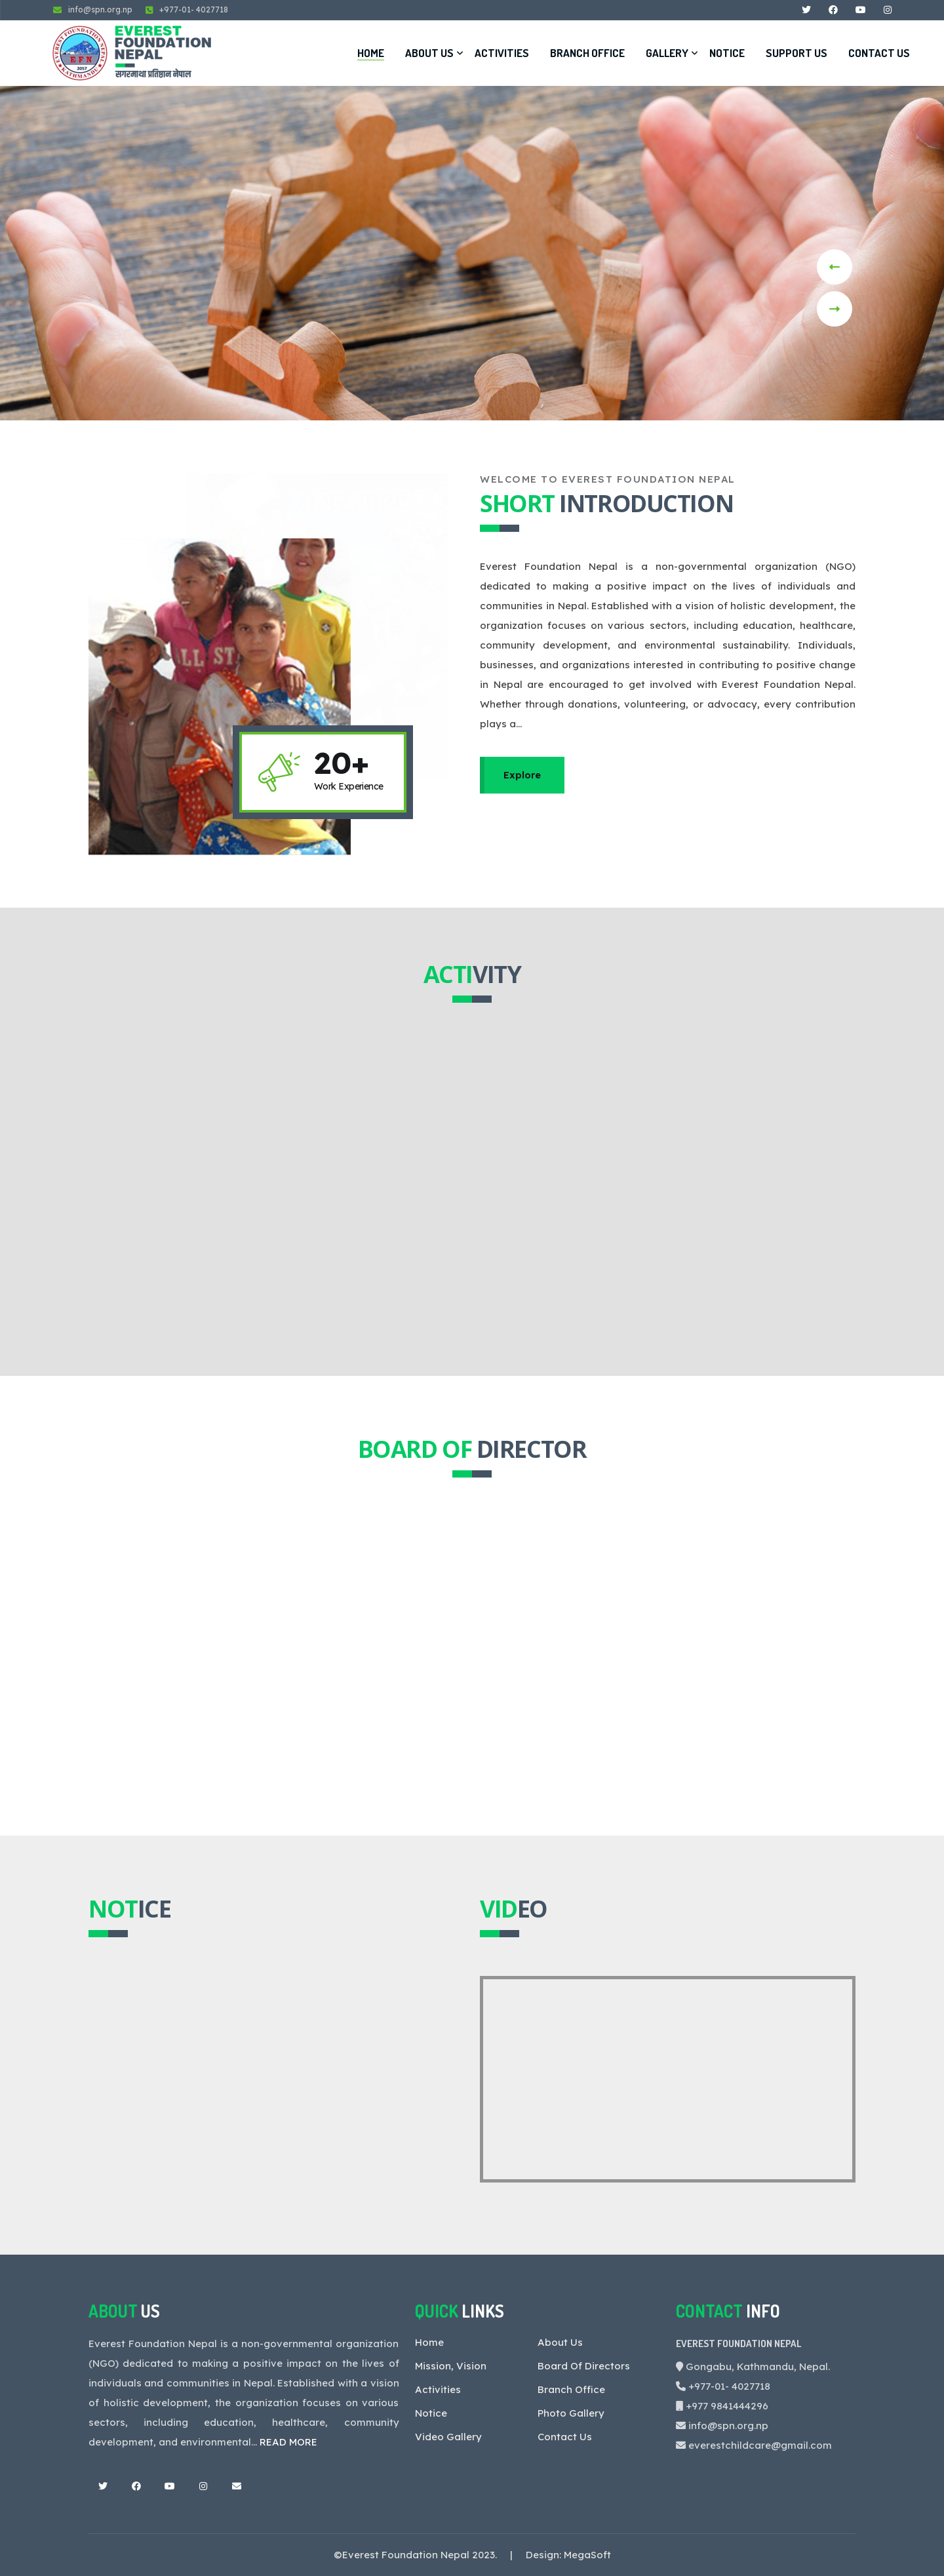 info@spn.org.np +977-01- 4027718
EVEREST FOUNDATION NEPAL
EFN
2057
KATHMANDU
EVEREST
FOUNDATION
NEPAL
सगरमाथा प्रतिष्ठान नेपाल
HOME ABOUT US ACTIVITIES BRANCH OFFICE GALLERY NOTICE SUPPORT US CONTACT US
WELCOME TO EVEREST FOUNDATION NEPAL
SHORT INTRODUCTION
Everest Foundation Nepal is a non-governmental organization (NGO)
dedicated to making a positive impact on the lives of individuals and
communities in Nepal. Established with a vision of holistic development, the
organization focuses on various sectors, including education, healthcare,
community development, and environmental sustainability. Individuals,
businesses, and organizations interested in contributing to positive change
in Nepal are encouraged to get involved with Everest Foundation Nepal.
Whether through donations, volunteering, or advocacy, every contribution
plays a...
Explore
ALL ST
20+
Work Experience
ACTIVITY
BOARD OF DIRECTOR
NOTICE
VIDEO
ABOUT US
Everest Foundation Nepal is a non-governmental organization
(NGO) dedicated to making a positive impact on the lives of
individuals and communities in Nepal. Established with a vision
of holistic development, the organization focuses on various
sectors, including education, healthcare, community
development, and environmental... READ MORE
QUICK LINKS
Home
Mission, Vision
Activities
Notice
Video Gallery
About Us
Board Of Directors
Branch Office
Photo Gallery
Contact Us
CONTACT INFO
EVEREST FOUNDATION NEPAL
Gongabu, Kathmandu, Nepal.
+977-01- 4027718
+977 9841444296
info@spn.org.np
everestchildcare@gmail.com
©Everest Foundation Nepal 2023. | Design: MegaSoft